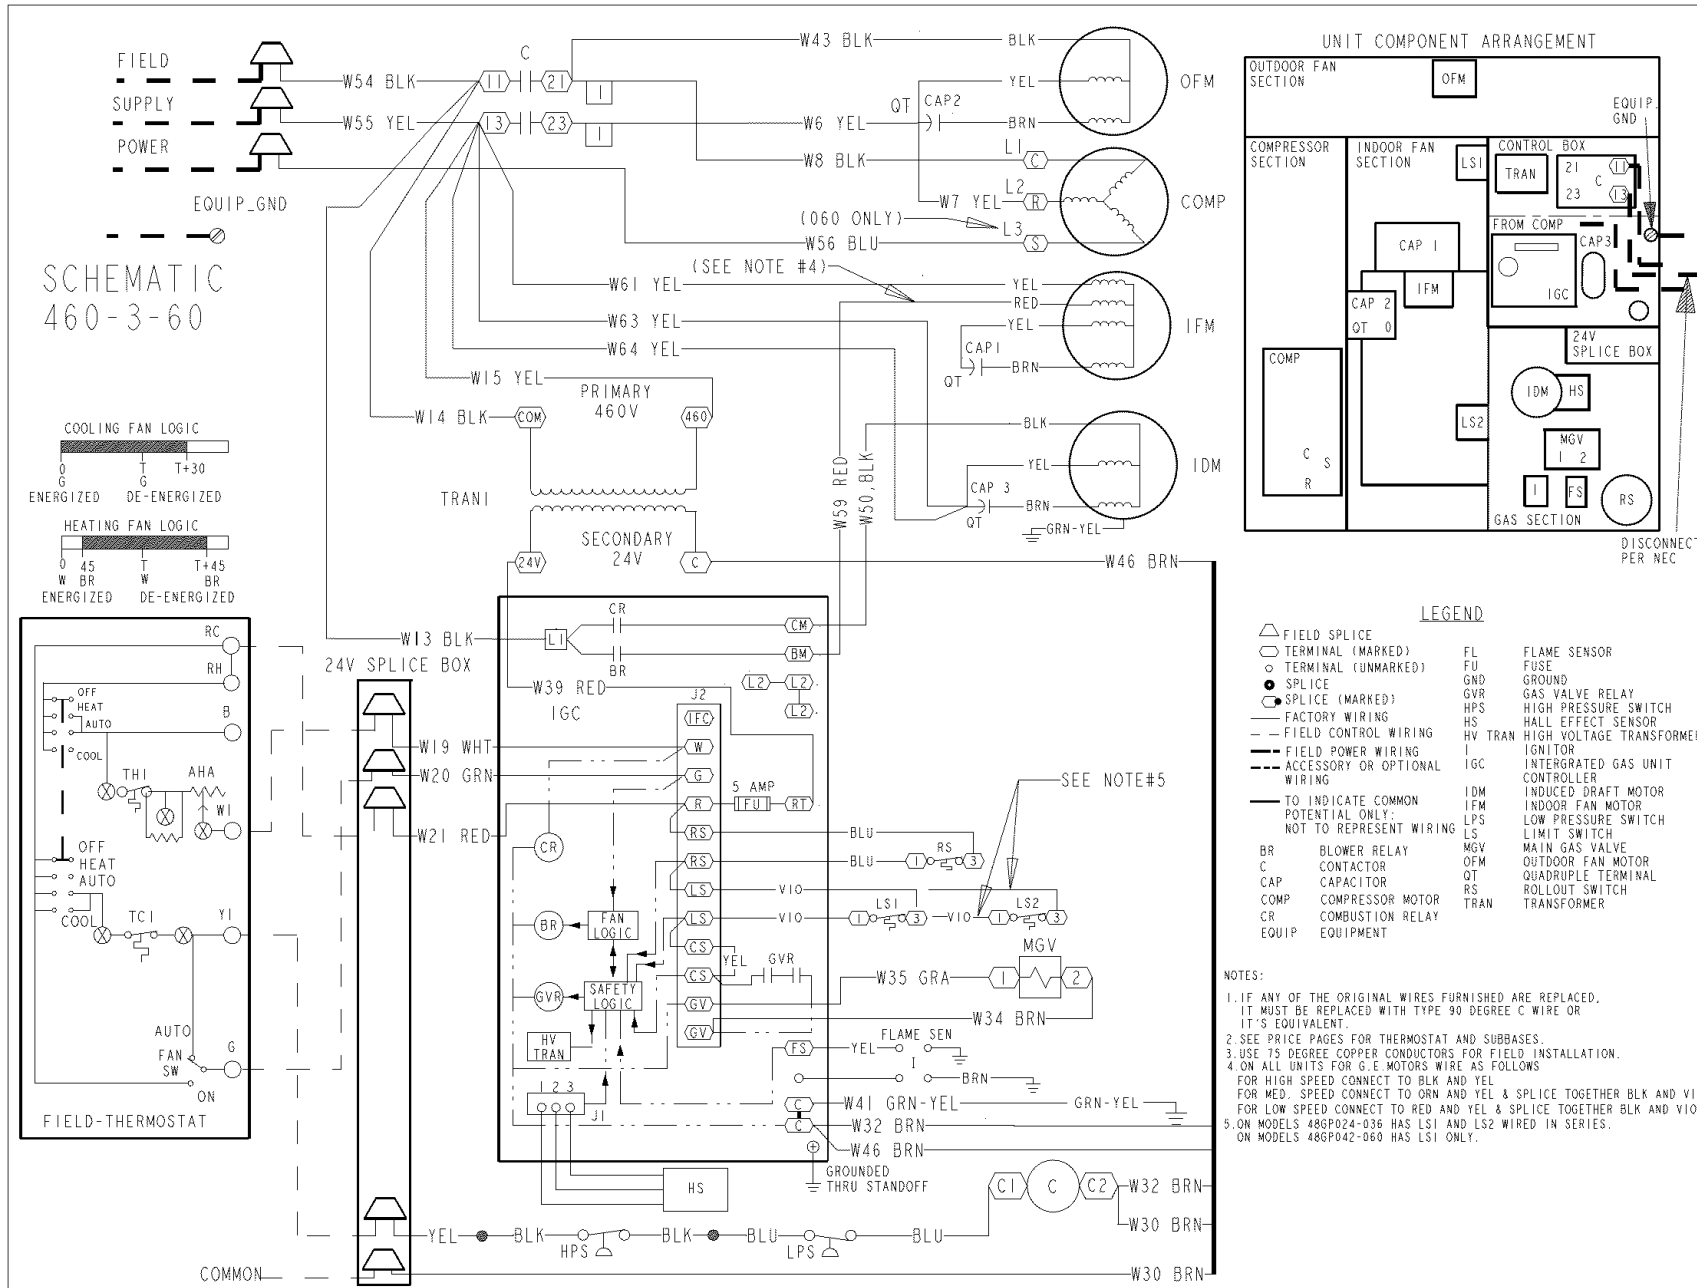 FIELD
SUPPLY
POWER
EQUIP_GND
SCHEMATIC
460-3-60
C
W54 BLK
11
21
1
W43 BLK
BLK
YEL
OFM
QT
CAP2
BRN
W55 YEL
13
23
1
W6 YEL
W8 BLK
L1
C
L2
W7 YEL
R
COMP
(060 ONLY)
L3
W56 BLU
S
(SEE NOTE #4)
W61 YEL
YEL
RED
W63 YEL
YEL
IFM
W64 YEL
CAP1
QT
BRN
W15 YEL
PRIMARY
460V
W14 BLK
COM
460
BLK
YEL
IDM
CAP 3
QT
BRN
GRN-YEL
W59 RED
W50,BLK
TRAN1
SECONDARY
24V
24V
C
W46 BRN
COOLING FAN LOGIC
0 T T+30
G G
ENERGIZED DE-ENERGIZED
HEATING FAN LOGIC
0 45 T T+45
W BR W BR
ENERGIZED DE-ENERGIZED
RC
RH
OFF
HEAT
AUTO
B
COOL
TH1
AHA
W1
OFF
HEAT
AUTO
COOL
TC1
Y1
AUTO
FAN
SW
G
ON
FIELD-THERMOSTAT
W13 BLK
24V SPLICE BOX
L1
CR
CM
BR
BM
W39 RED
IGC
L2
L2
L2
J2
IFC
W19 WHT
W
W20 GRN
G
5 AMP
R
FU
RT
W21 RED
RS
BLU
CR
RS
BLU
1
RS
3
LS
VIO
SEE NOTE#5
LS
VIO
1
LS1
3
VIO
1
LS2
3
BR
FAN
LOGIC
CS
YEL
CS
GVR
GVR
SAFETY
LOGIC
GV
GV
MGV
W35 GRA
1
2
W34 BRN
HV
TRAN
FS
YEL
FLAME SEN
I
BRN
1 2 3
J1
C
W41 GRN-YEL
GRN-YEL
C
W32 BRN
W46 BRN
GROUNDED
THRU STANDOFF
HS
C1
C
C2
W32 BRN
W30 BRN
YEL
BLK
HPS
BLK
BLU
LPS
BLU
COMMON
W30 BRN
UNIT COMPONENT ARRANGEMENT
OUTDOOR FAN
SECTION
OFM
EQUIP.
GND
COMPRESSOR
SECTION
INDOOR FAN
SECTION
LS1
CONTROL BOX
TRAN
21
11
C
23
13
FROM COMP
CAP 1
CAP3
IFM
IGC
CAP 2
QT 0
24V
SPLICE BOX
COMP
IDM
HS
LS2
MGV
1 2
C
S
R
I
FS
RS
GAS SECTION
DISCONNECT
PER NEC
LEGEND
FIELD SPLICE
TERMINAL (MARKED)
TERMINAL (UNMARKED)
SPLICE
SPLICE (MARKED)
FACTORY WIRING
FIELD CONTROL WIRING
FIELD POWER WIRING
ACCESSORY OR OPTIONAL
WIRING
TO INDICATE COMMON
POTENTIAL ONLY:
NOT TO REPRESENT WIRING
BR BLOWER RELAY
C CONTACTOR
CAP CAPACITOR
COMP COMPRESSOR MOTOR
CR COMBUSTION RELAY
EQUIP EQUIPMENT
FL FLAME SENSOR
FU FUSE
GND GROUND
GVR GAS VALVE RELAY
HPS HIGH PRESSURE SWITCH
HS HALL EFFECT SENSOR
HV TRAN HIGH VOLTAGE TRANSFORMER
I IGNITOR
IGC INTERGRATED GAS UNIT
CONTROLLER
IDM INDUCED DRAFT MOTOR
IFM INDOOR FAN MOTOR
LPS LOW PRESSURE SWITCH
LS LIMIT SWITCH
MGV MAIN GAS VALVE
OFM OUTDOOR FAN MOTOR
QT QUADRUPLE TERMINAL
RS ROLLOUT SWITCH
TRAN TRANSFORMER
NOTES:
1.IF ANY OF THE ORIGINAL WIRES FURNISHED ARE REPLACED,
IT MUST BE REPLACED WITH TYPE 90 DEGREE C WIRE OR
IT'S EQUIVALENT.
2.SEE PRICE PAGES FOR THERMOSTAT AND SUBBASES.
3.USE 75 DEGREE COPPER CONDUCTORS FOR FIELD INSTALLATION.
4.ON ALL UNITS FOR G.E.MOTORS WIRE AS FOLLOWS
FOR HIGH SPEED CONNECT TO BLK AND YEL
FOR MED. SPEED CONNECT TO ORN AND YEL & SPLICE TOGETHER BLK AND VI
FOR LOW SPEED CONNECT TO RED AND YEL & SPLICE TOGETHER BLK AND VIO
5.ON MODELS 48GP024-036 HAS LS1 AND LS2 WIRED IN SERIES.
ON MODELS 48GP042-060 HAS LS1 ONLY.